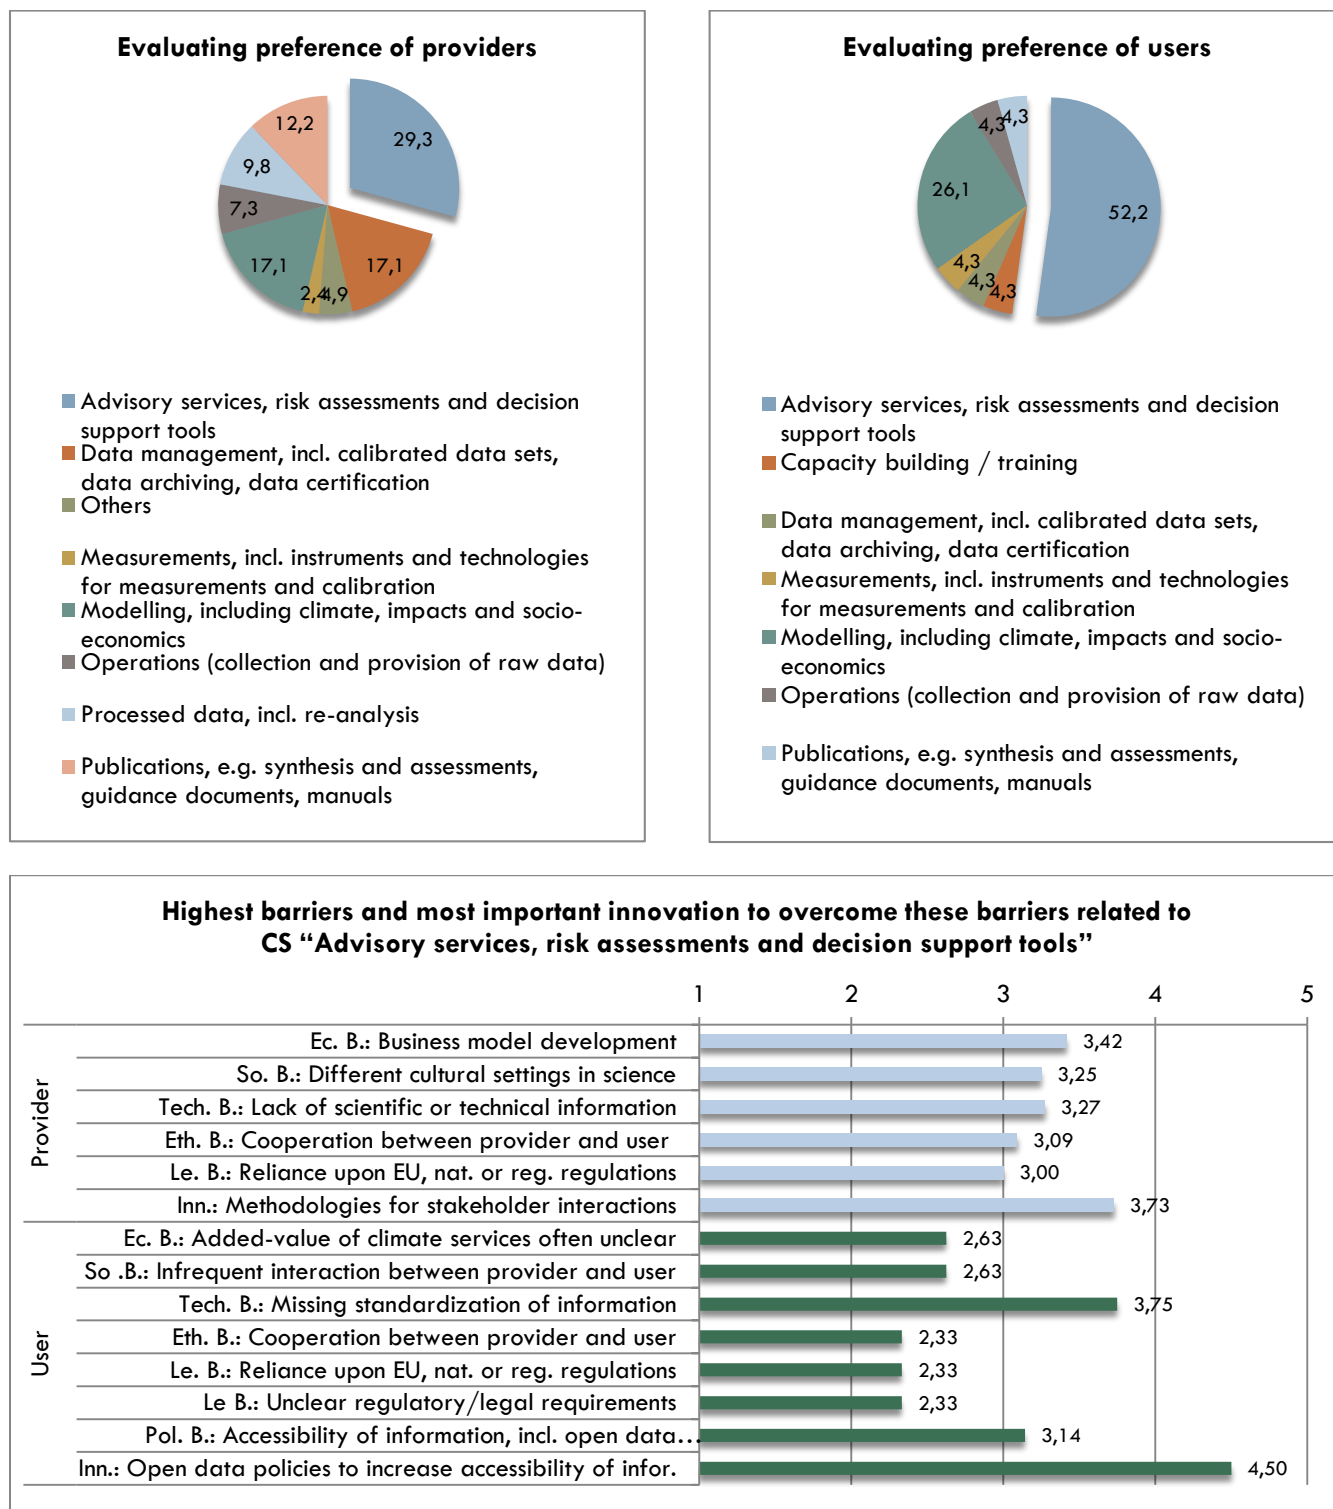 Evaluating preference of providers
12,2
29,3
9,8
7,3
17,1
2,4
4,9
17,1
Advisory services, risk assessments and decision
support tools
Data management, incl. calibrated data sets,
data archiving, data certification
Others
Measurements, incl. instruments and technologies
for measurements and calibration
Modelling, including climate, impacts and socio-
economics
Operations (collection and provision of raw data)
Processed data, incl. re-analysis
Publications, e.g. synthesis and assessments,
guidance documents, manuals
Evaluating preference of users
4,3
4,3
26,1
52,2
4,3
4,3
4,3
Advisory services, risk assessments and decision
support tools
Capacity building / training
Data management, incl. calibrated data sets,
data archiving, data certification
Measurements, incl. instruments and technologies
for measurements and calibration
Modelling, including climate, impacts and socio-
economics
Operations (collection and provision of raw data)
Publications, e.g. synthesis and assessments,
guidance documents, manuals
Highest barriers and most important innovation to overcome these barriers related to
CS “Advisory services, risk assessments and decision support tools”
1 2 3 4 5
Provider
Ec. B.: Business model development 3,42
So. B.: Different cultural settings in science 3,25
Tech. B.: Lack of scientific or technical information 3,27
Eth. B.: Cooperation between provider and user 3,09
Le. B.: Reliance upon EU, nat. or reg. regulations 3,00
Inn.: Methodologies for stakeholder interactions 3,73
User
Ec. B.: Added-value of climate services often unclear 2,63
So .B.: Infrequent interaction between provider and user 2,63
Tech. B.: Missing standardization of information 3,75
Eth. B.: Cooperation between provider and user 2,33
Le. B.: Reliance upon EU, nat. or reg. regulations 2,33
Le B.: Unclear regulatory/legal requirements 2,33
Pol. B.: Accessibility of information, incl. open data… 3,14
Inn.: Open data policies to increase accessibility of infor. 4,50